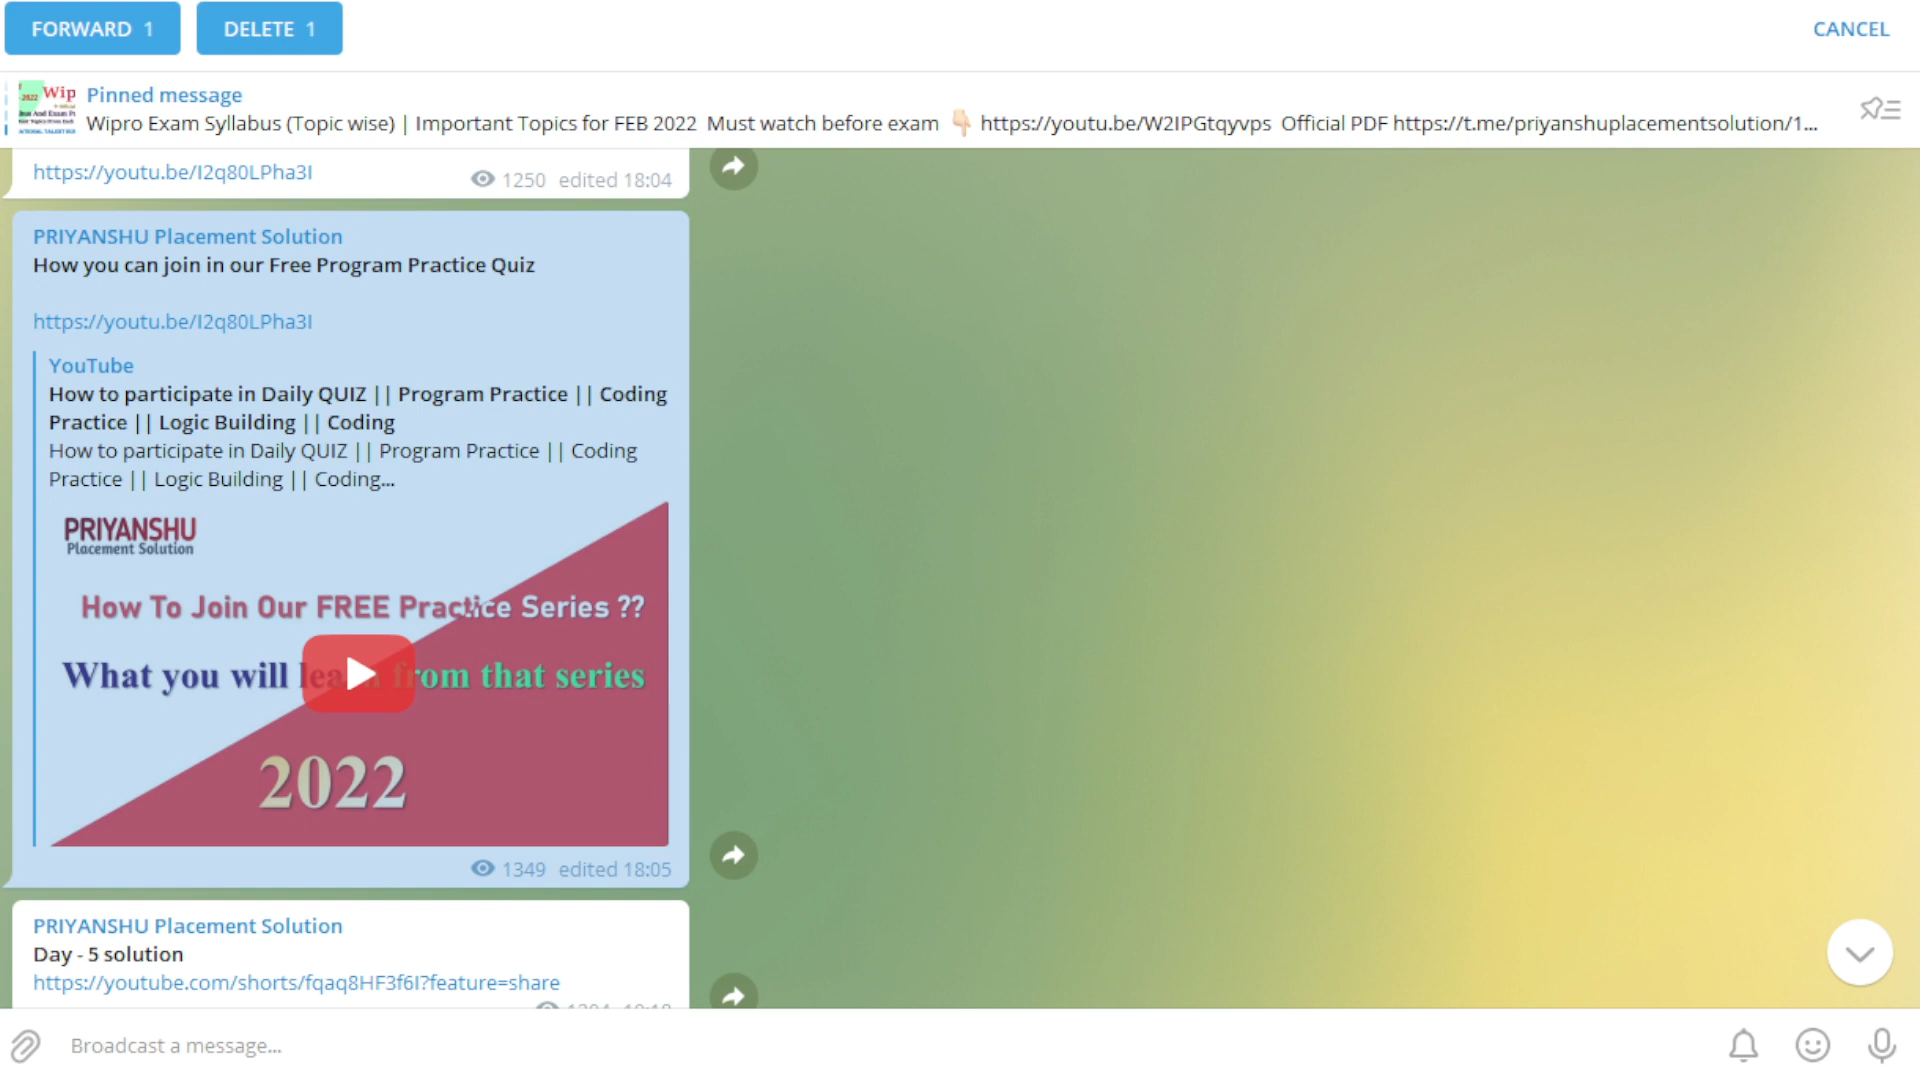 FORWARD 1 DELETE 1 CANCEL
2022 Wip
Pinned message
Wipro Exam Syllabus (Topic wise) | Important Topics for FEB 2022 Must watch before exam 👇🏻 https://youtu.be/W2IPGtqyvps Official PDF https://t.me/priyanshuplacementsolution/1...
https://youtu.be/I2q80LPha3I
1250 edited 18:04
PRIYANSHU Placement Solution
How you can join in our Free Program Practice Quiz
https://youtu.be/I2q80LPha3I
YouTube
How to participate in Daily QUIZ || Program Practice || Coding
Practice || Logic Building || Coding
How to participate in Daily QUIZ || Program Practice || Coding
Practice || Logic Building || Coding...
PRIYANSHU
Placement Solution
How To Join Our FREE Practice Series ??
What you will learn from that series
2022
1349 edited 18:05
PRIYANSHU Placement Solution
Day - 5 solution
https://youtube.com/shorts/fqaq8HF3f6I?feature=share
Broadcast a message...